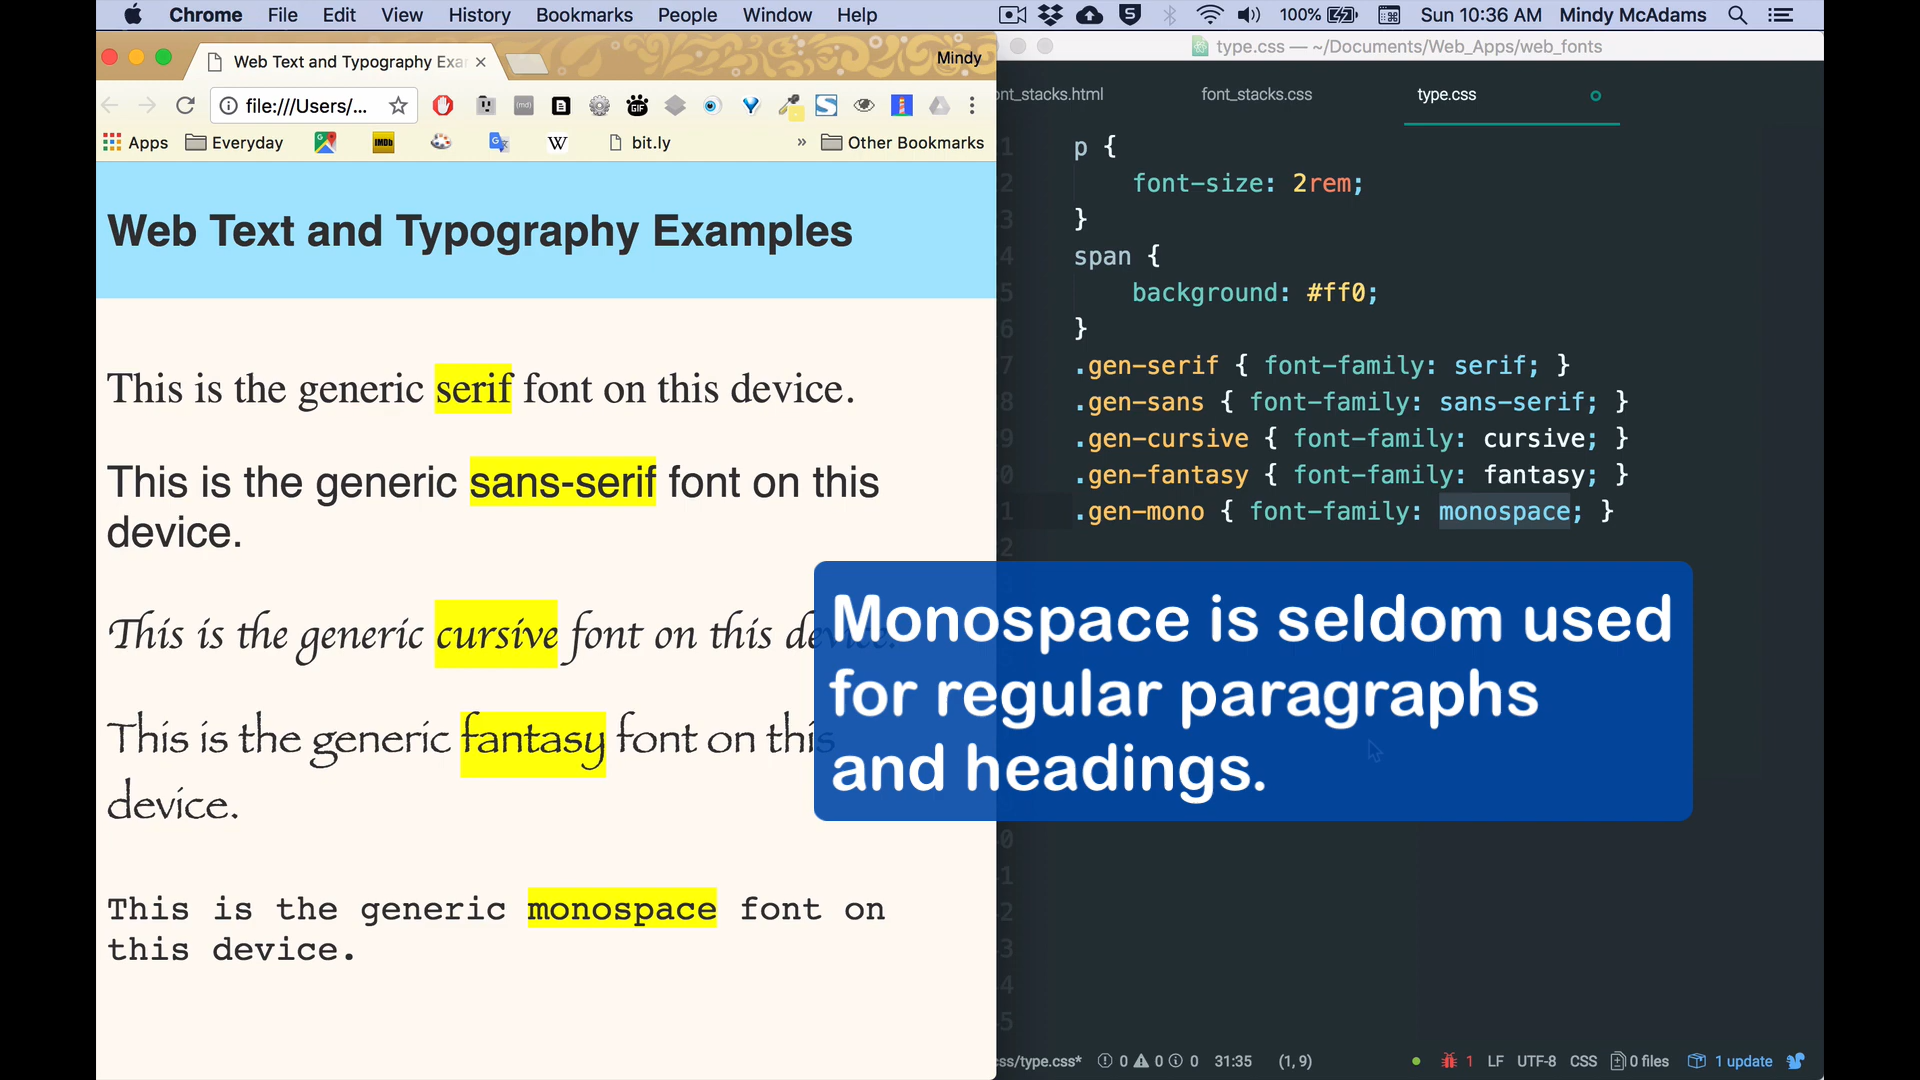 Chrome File Edit View History Bookmarks People Window Help
100% Sun 10:36 AM Mindy McAdams
Web Text and Typography Exa
Mindy
file:///Users/...
Apps Everyday bit.ly » Other Bookmarks
Web Text and Typography Examples
This is the generic serif font on this device.
This is the generic sans-serif font on this
device.
This is the generic cursive font on this
This is the generic fantasy font on this
device.
This is the generic monospace font on
this device.
type.css — ~/Documents/Web_Apps/web_fonts
ont_stacks.html font_stacks.css type.css
p {
font-size: 2rem;
}
span {
background: #ff0;
}
.gen-serif { font-family: serif; }
.gen-sans { font-family: sans-serif; }
.gen-cursive { font-family: cursive; }
.gen-fantasy { font-family: fantasy; }
.gen-mono { font-family: monospace; }
Monospace is seldom used
for regular paragraphs
and headings.
css/type.css* 0 0 0 31:35 (1, 9) 1 LF UTF-8 CSS 0 files 1 update